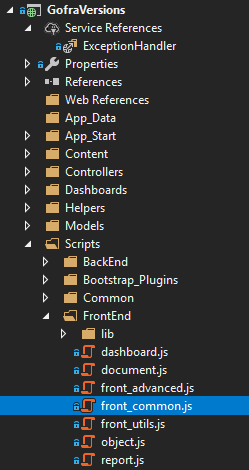 GofraVersions
Service References
ExceptionHandler
Properties
References
Web References
App_Data
App_Start
Content
Controllers
Dashboards
Helpers
Models
Scripts
BackEnd
Bootstrap_Plugins
Common
FrontEnd
lib
dashboard.js
document.js
front_advanced.js
front_common.js
front_utils.js
object.js
report.js